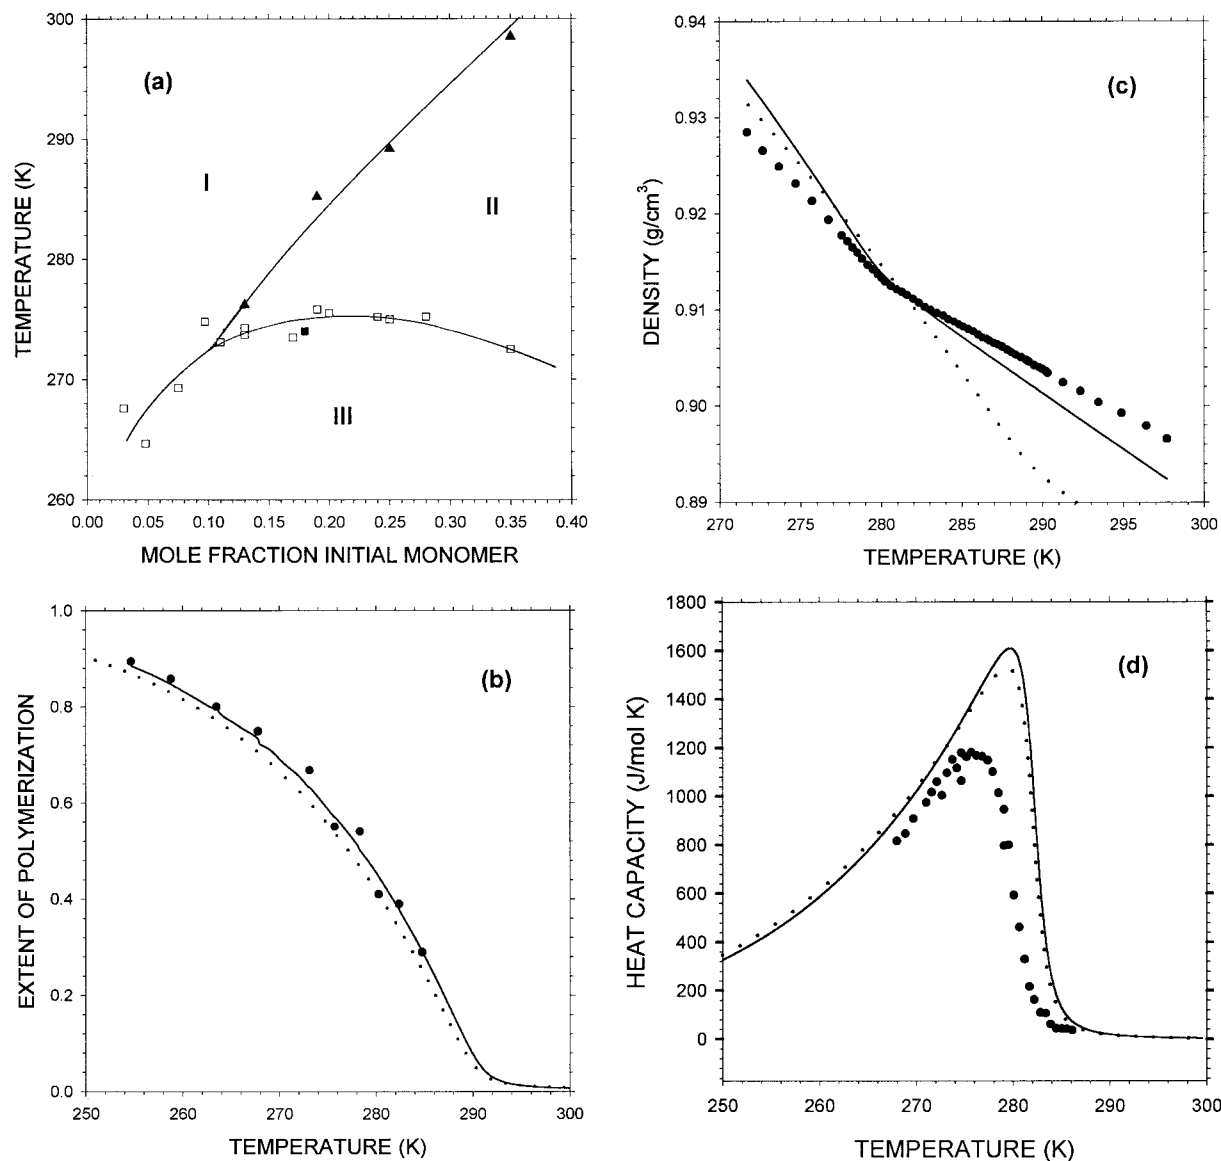 (a)
TEMPERATURE (K)
300
290
280
270
260
I
II
III
0.00 0.05 0.10 0.15 0.20 0.25 0.30 0.35 0.40
MOLE FRACTION INITIAL MONOMER
(c)
DENSITY (g/cm³)
0.94
0.93
0.92
0.91
0.90
0.89
270 275 280 285 290 295 300
TEMPERATURE (K)
(b)
EXTENT OF POLYMERIZATION
1.0
0.8
0.6
0.4
0.2
0.0
250 260 270 280 290 300
TEMPERATURE (K)
(d)
HEAT CAPACITY (J/mol K)
1800
1600
1400
1200
1000
800
600
400
200
0
250 260 270 280 290 300
TEMPERATURE (K)